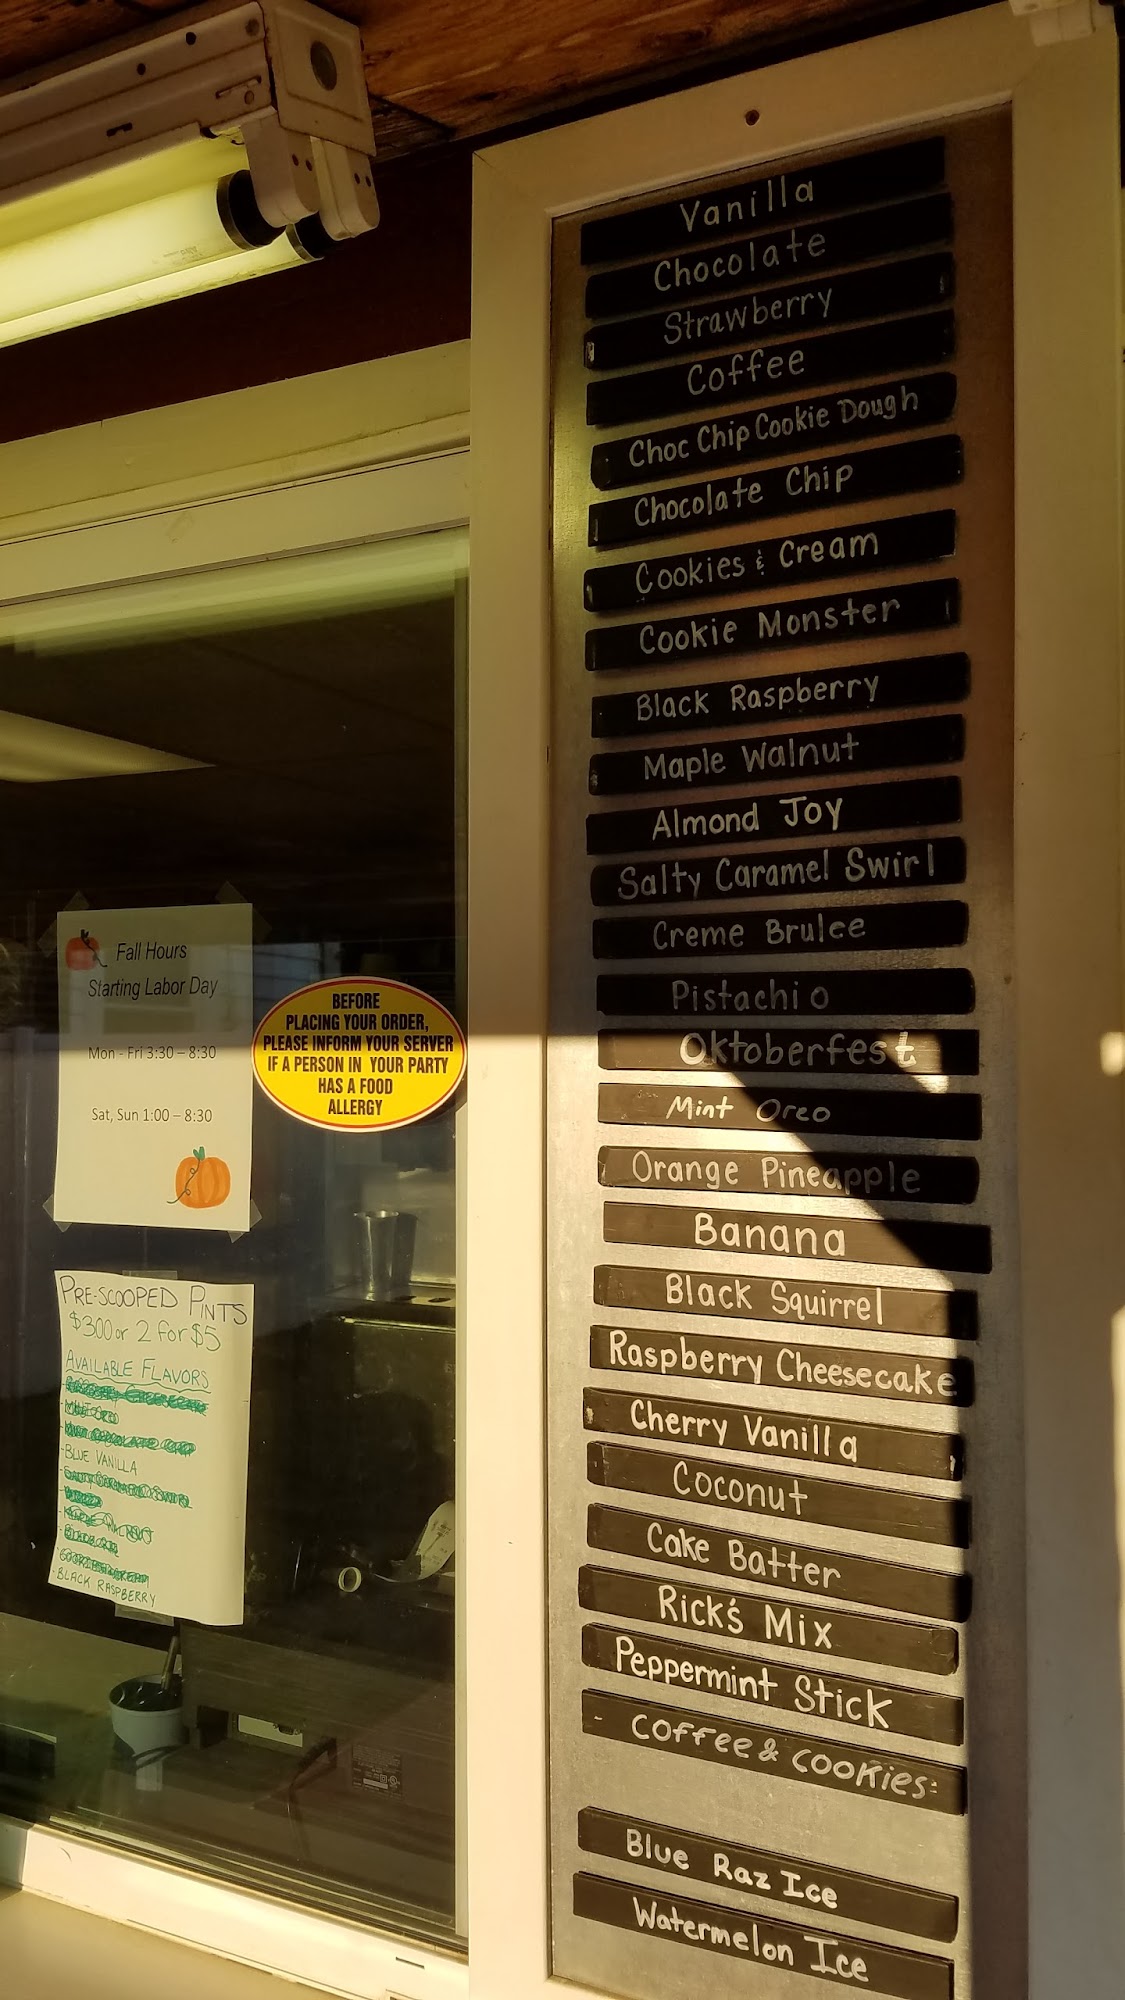 Vanilla
Chocolate
Strawberry
Coffee
Choc Chip Cookie Dough
Chocolate Chip
Cookies & Cream
Cookie Monster
Black Raspberry
Maple Walnut
Almond Joy
Salty Caramel Swirl
Creme Brulee
Pistachio
Oktoberfest
Mint Oreo
Orange Pineapple
Banana
Black Squirrel
Raspberry Cheesecake
Cherry Vanilla
Coconut
Cake Batter
Rick's Mix
Peppermint Stick
- COFFEE & COOKIES
Blue Raz Ice
Watermelon Ice
Fall Hours
Starting Labor Day
Mon - Fri 3:30 – 8:30
Sat, Sun 1:00 – 8:30
BEFORE
PLACING YOUR ORDER,
PLEASE INFORM YOUR SERVER
IF A PERSON IN YOUR PARTY
HAS A FOOD
ALLERGY
PRE-SCOOPED PINTS
$3.00 or 2 for $5
AVAILABLE FLAVORS
- BLUE VANILLA
- BLACK RASPBERRY